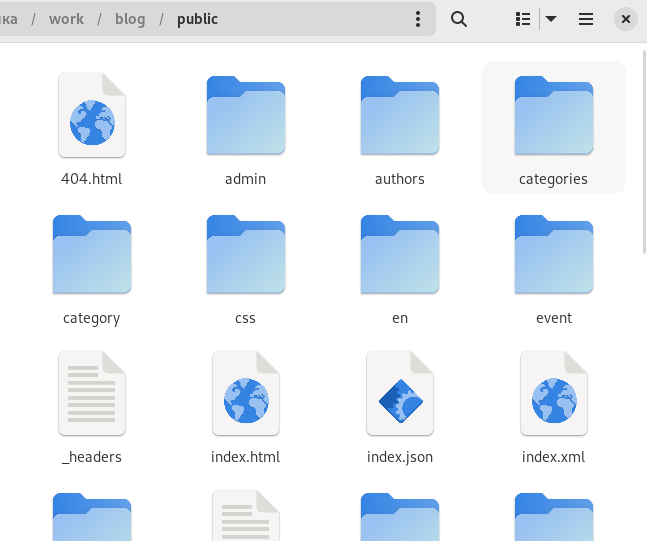 work / blog / public
404.html admin authors categories
category css en event
_headers index.html index.json index.xml